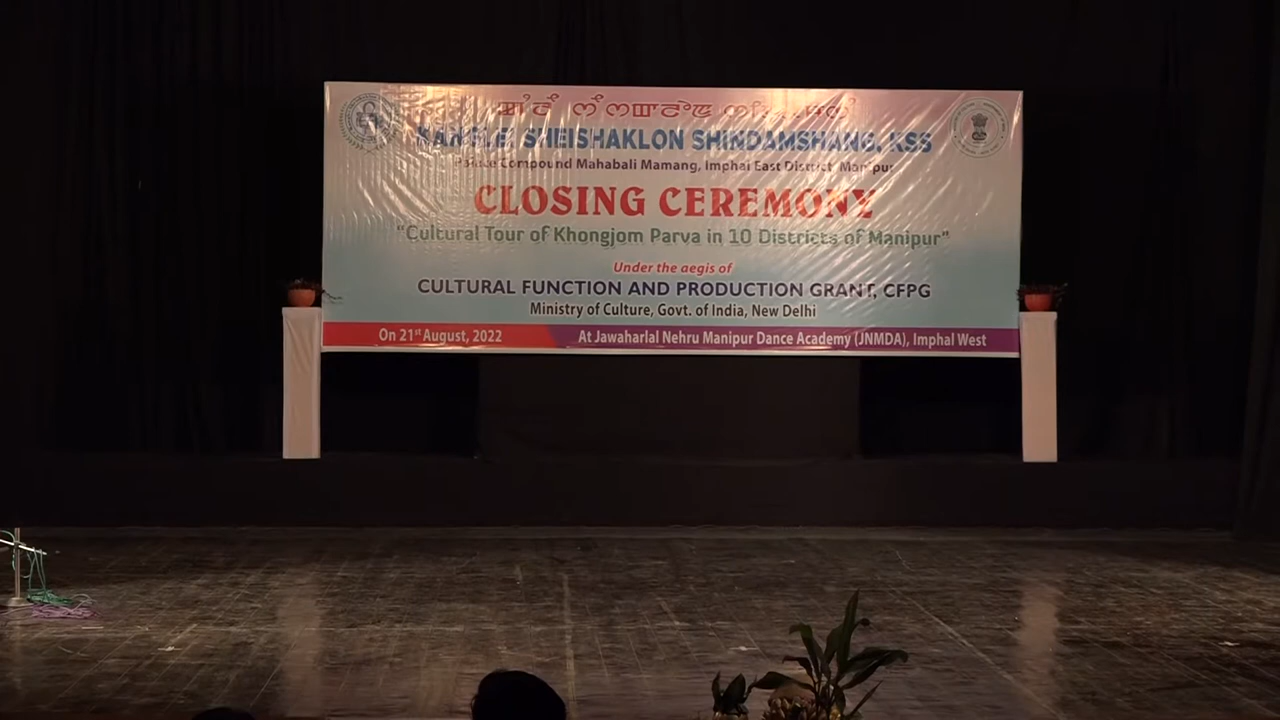 SHEISHAKLON SHINDAMSHANG, KSS
Palace Compound Mahabali Mamang, Imphal East District, Manipur
CLOSING CEREMONY
"Cultural Tour of Khongjom Parva in 10 Districts of Manipur"
Under the aegis of
CULTURAL FUNCTION AND PRODUCTION GRANT, CFPG
Ministry of Culture, Govt. of India, New Delhi
On 21st August, 2022 At Jawaharlal Nehru Manipur Dance Academy (JNMDA), Imphal West